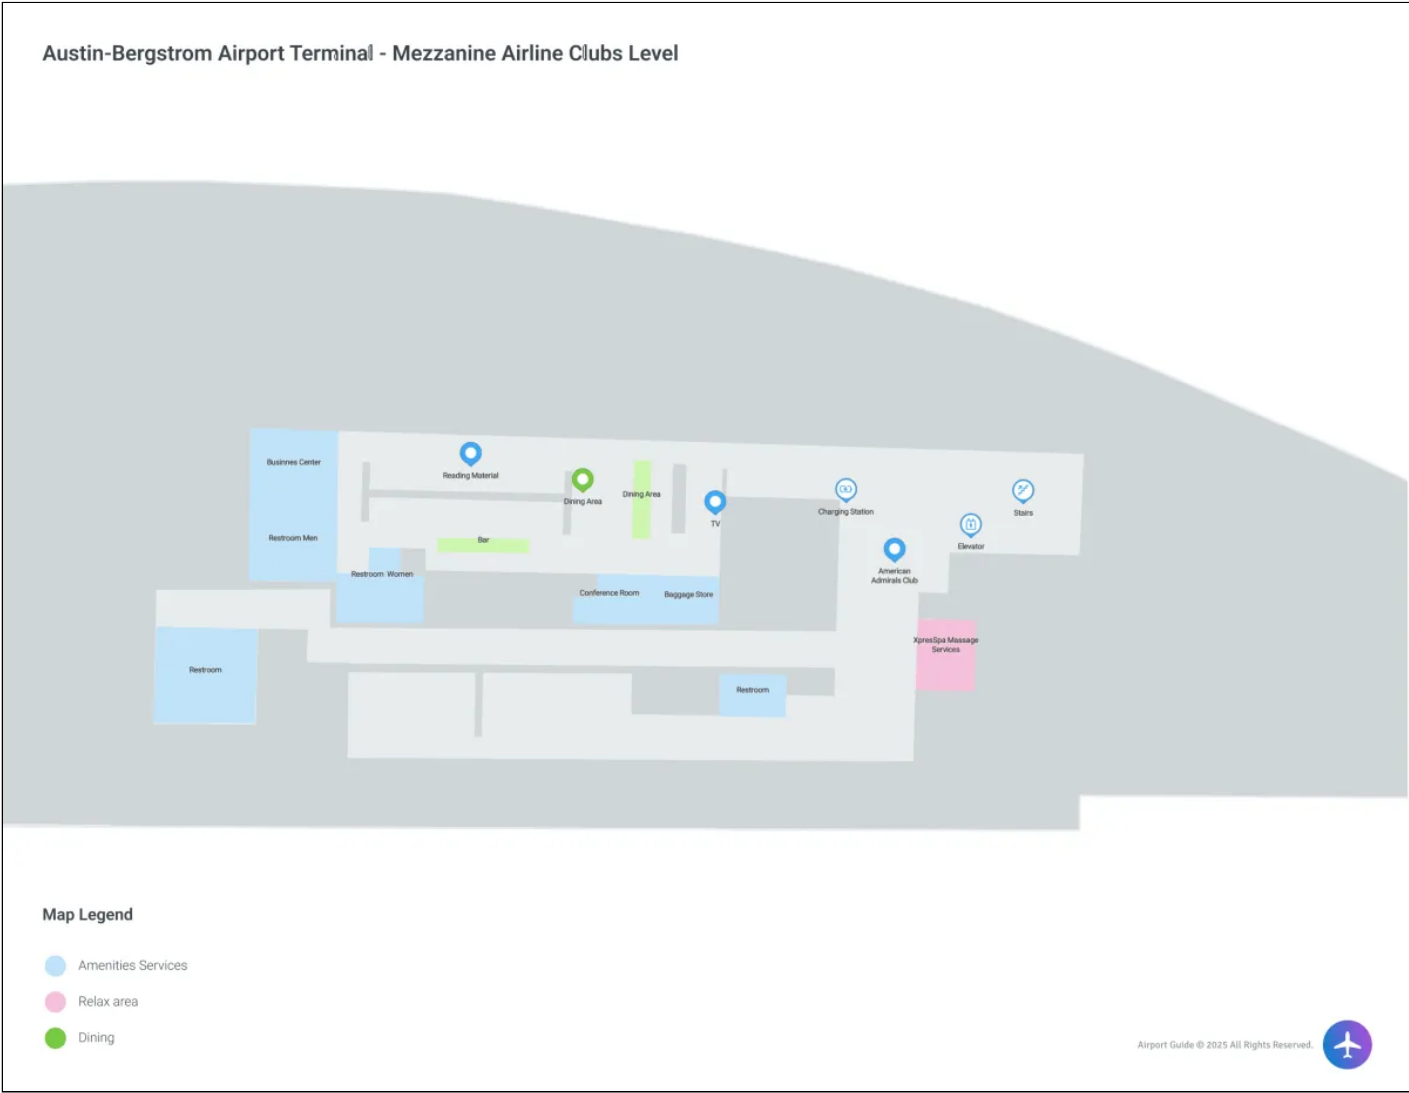 Austin-Bergstrom Airport Terminal - Mezzanine Airline Clubs Level
Businnes Center
Reading Material
Dining Area
Dining Area
TV
Charging Station
Stairs
Restroom Men
Bar
Elevator
Restroom Women
American
Admirals Club
Conference Room
Baggage Store
XpresSpa Massage
Services
Restroom
Restroom
Map Legend
Amenities Services
Relax area
Dining
Airport Guide © 2025 All Rights Reserved.